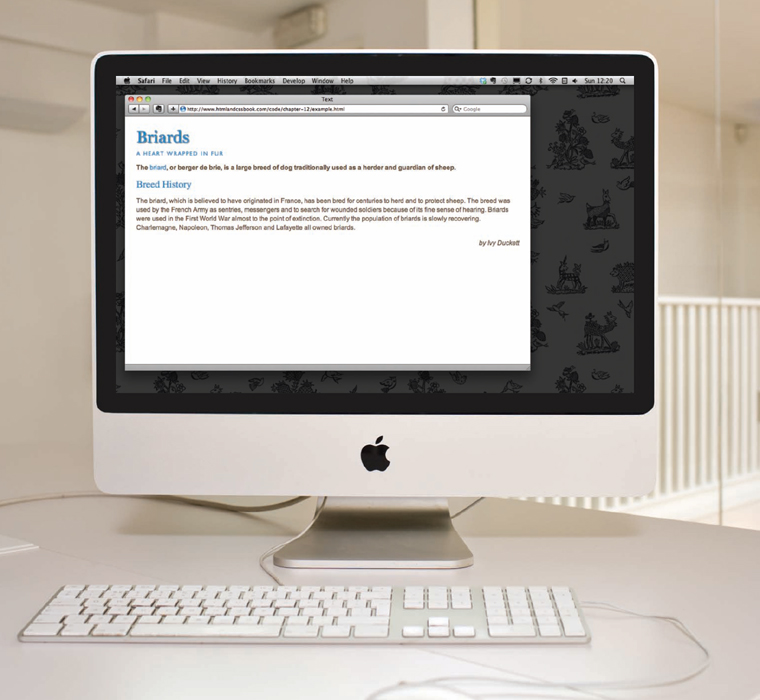 Safari File Edit View History Bookmarks Develop Window Help Sun 12:20
Text
http://www.htmlandcssbook.com/code/chapter-12/example.html Google
Briards
A HEART WRAPPED IN FUR
The briard, or berger de brie, is a large breed of dog traditionally used as a herder and guardian of sheep.
Breed History
The briard, which is believed to have originated in France, has been bred for centuries to herd and to protect sheep. The breed was
used by the French Army as sentries, messengers and to search for wounded soldiers because of its fine sense of hearing. Briards
were used in the First World War almost to the point of extinction. Currently the population of briards is slowly recovering.
Charlemagne, Napoleon, Thomas Jefferson and Lafayette all owned briards.
by Ivy Duckett